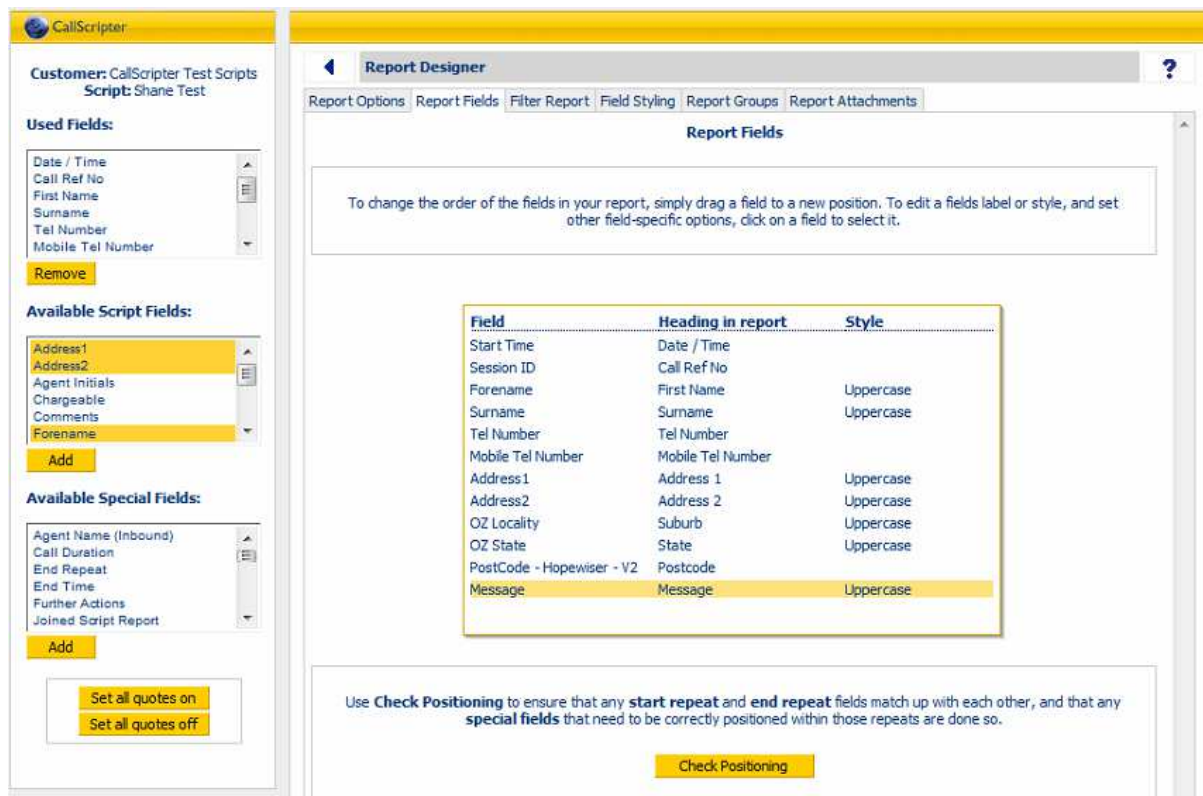 CallScripter
Customer: CallScripter Test Scripts
Script: Shane Test
Used Fields:
Date / Time
Call Ref No
First Name
Surname
Tel Number
Mobile Tel Number
Remove
Available Script Fields:
Address1
Address2
Agent Initials
Chargeable
Comments
Forename
Add
Available Special Fields:
Agent Name (Inbound)
Call Duration
End Repeat
End Time
Further Actions
Joined Script Report
Add
Set all quotes on
Set all quotes off
Report Designer ?
Report Options Report Fields Filter Report Field Styling Report Groups Report Attachments
Report Fields
To change the order of the fields in your report, simply drag a field to a new position. To edit a fields label or style, and set
other field-specific options, click on a field to select it.
Field Heading in report Style
Start Time Date / Time
Session ID Call Ref No
Forename First Name Uppercase
Surname Surname Uppercase
Tel Number Tel Number
Mobile Tel Number Mobile Tel Number
Address1 Address 1 Uppercase
Address2 Address 2 Uppercase
OZ Locality Suburb Uppercase
OZ State State Uppercase
PostCode - Hopewiser - V2 Postcode
Message Message Uppercase
Use Check Positioning to ensure that any start repeat and end repeat fields match up with each other, and that any
special fields that need to be correctly positioned within those repeats are done so.
Check Positioning